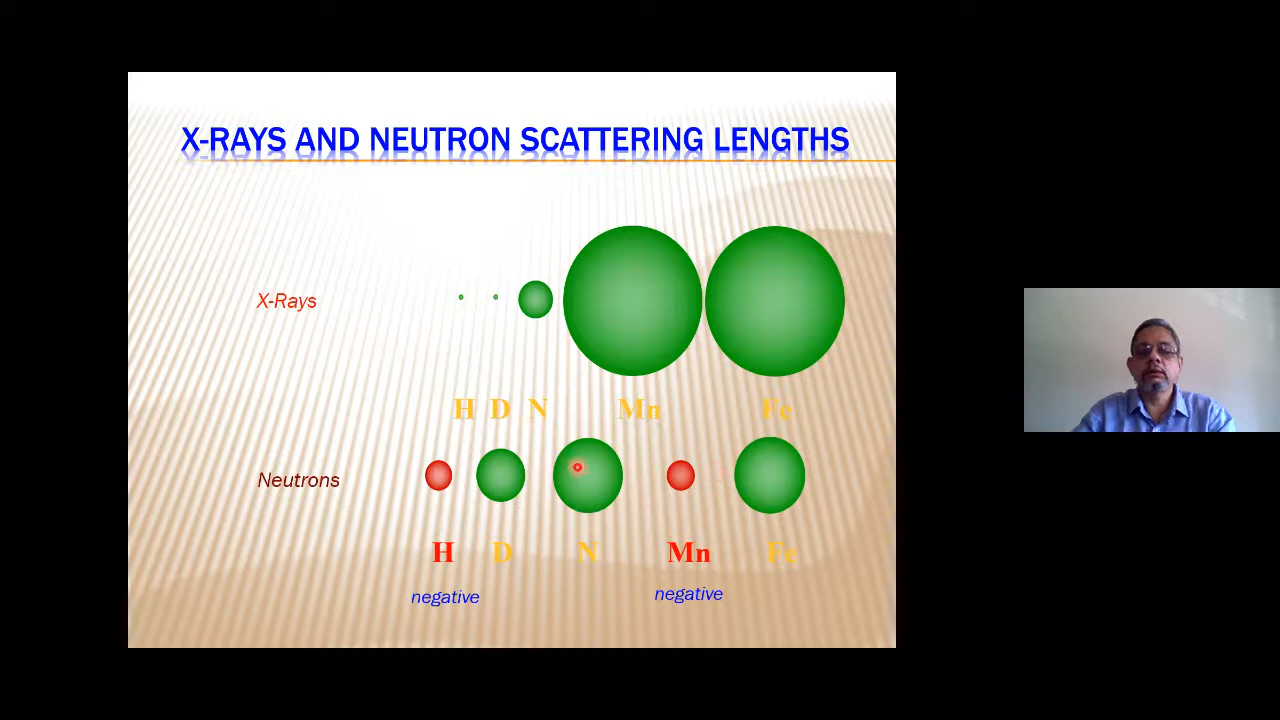 X-RAYS AND NEUTRON SCATTERING LENGTHS
X-Rays
H D N Mn Fe
Neutrons
H D N Mn Fe
negative negative